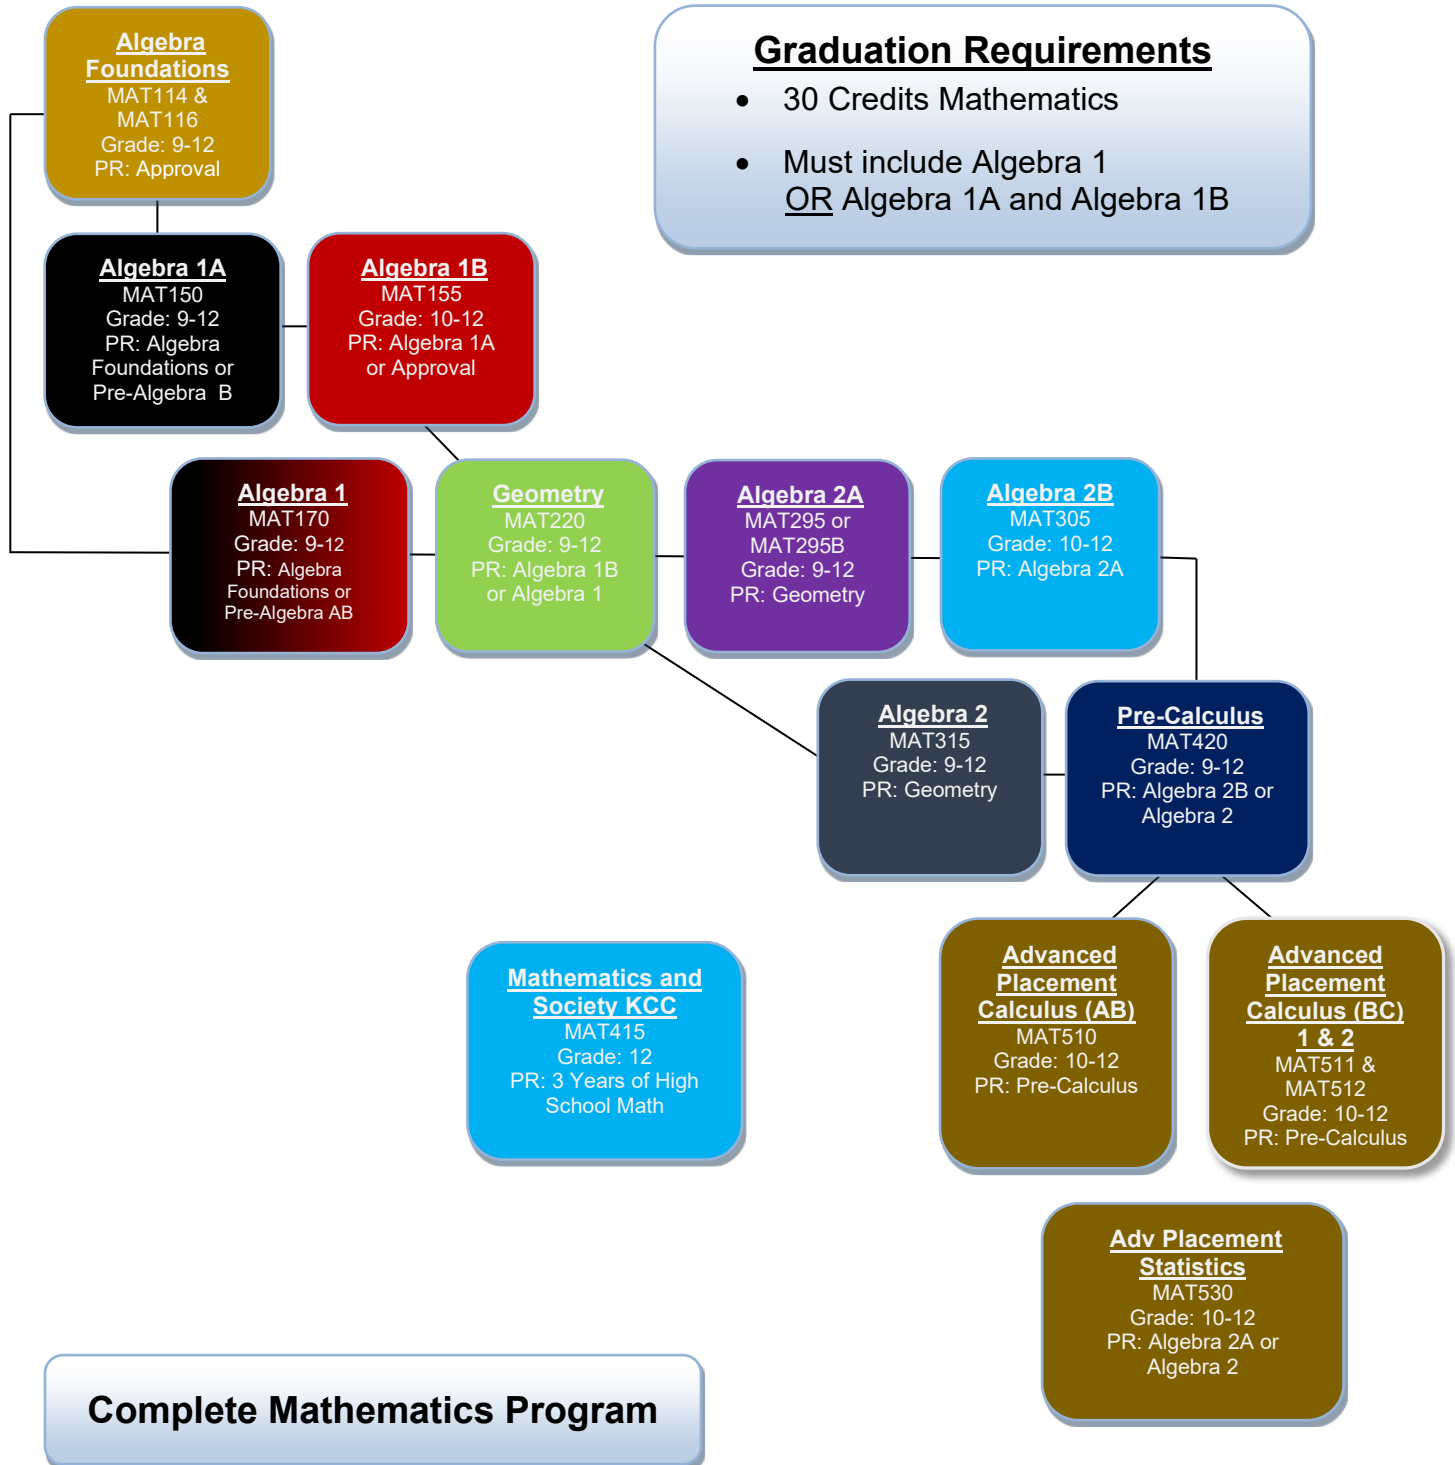 Algebra
Foundations
MAT114 &
MAT116
Grade: 9-12
PR: Approval
Graduation Requirements
• 30 Credits Mathematics
• Must include Algebra 1
OR Algebra 1A and Algebra 1B
Algebra 1A
MAT150
Grade: 9-12
PR: Algebra
Foundations or
Pre-Algebra B
Algebra 1B
MAT155
Grade: 10-12
PR: Algebra 1A
or Approval
Algebra 1
MAT170
Grade: 9-12
PR: Algebra
Foundations or
Pre-Algebra AB
Geometry
MAT220
Grade: 9-12
PR: Algebra 1B
or Algebra 1
Algebra 2A
MAT295 or
MAT295B
Grade: 9-12
PR: Geometry
Algebra 2B
MAT305
Grade: 10-12
PR: Algebra 2A
Algebra 2
MAT315
Grade: 9-12
PR: Geometry
Pre-Calculus
MAT420
Grade: 9-12
PR: Algebra 2B or
Algebra 2
Mathematics and
Society KCC
MAT415
Grade: 12
PR: 3 Years of High
School Math
Advanced
Placement
Calculus (AB)
MAT510
Grade: 10-12
PR: Pre-Calculus
Advanced
Placement
Calculus (BC)
1 & 2
MAT511 &
MAT512
Grade: 10-12
PR: Pre-Calculus
Adv Placement
Statistics
MAT530
Grade: 10-12
PR: Algebra 2A or
Algebra 2
Complete Mathematics Program